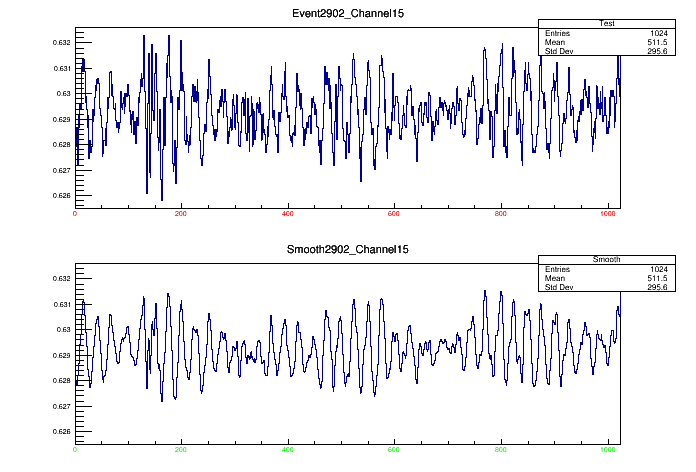 Event2902_Channel15
Test
Entries 1024
Mean 511.5
Std Dev 295.6
0.632
0.631
0.63
0.629
0.628
0.627
0.626
0 200 400 600 800 1000
Smooth2902_Channel15
Smooth
Entries 1024
Mean 511.5
Std Dev 295.6
0.632
0.631
0.63
0.629
0.628
0.627
0.626
0 200 400 600 800 1000